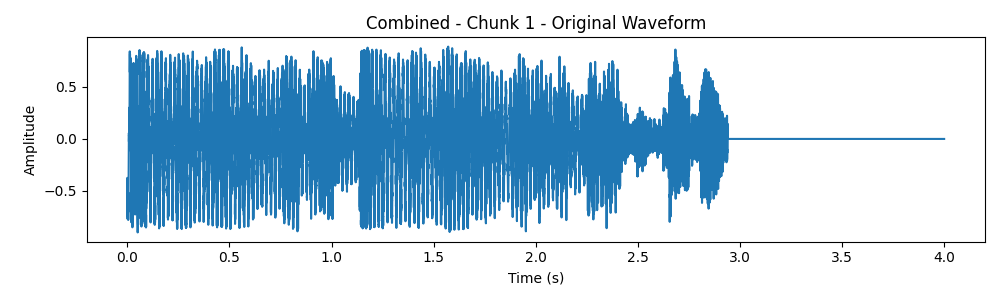 Combined - Chunk 1 - Original Waveform
Amplitude
0.5
0.0
−0.5
0.0 0.5 1.0 1.5 2.0 2.5 3.0 3.5 4.0
Time (s)